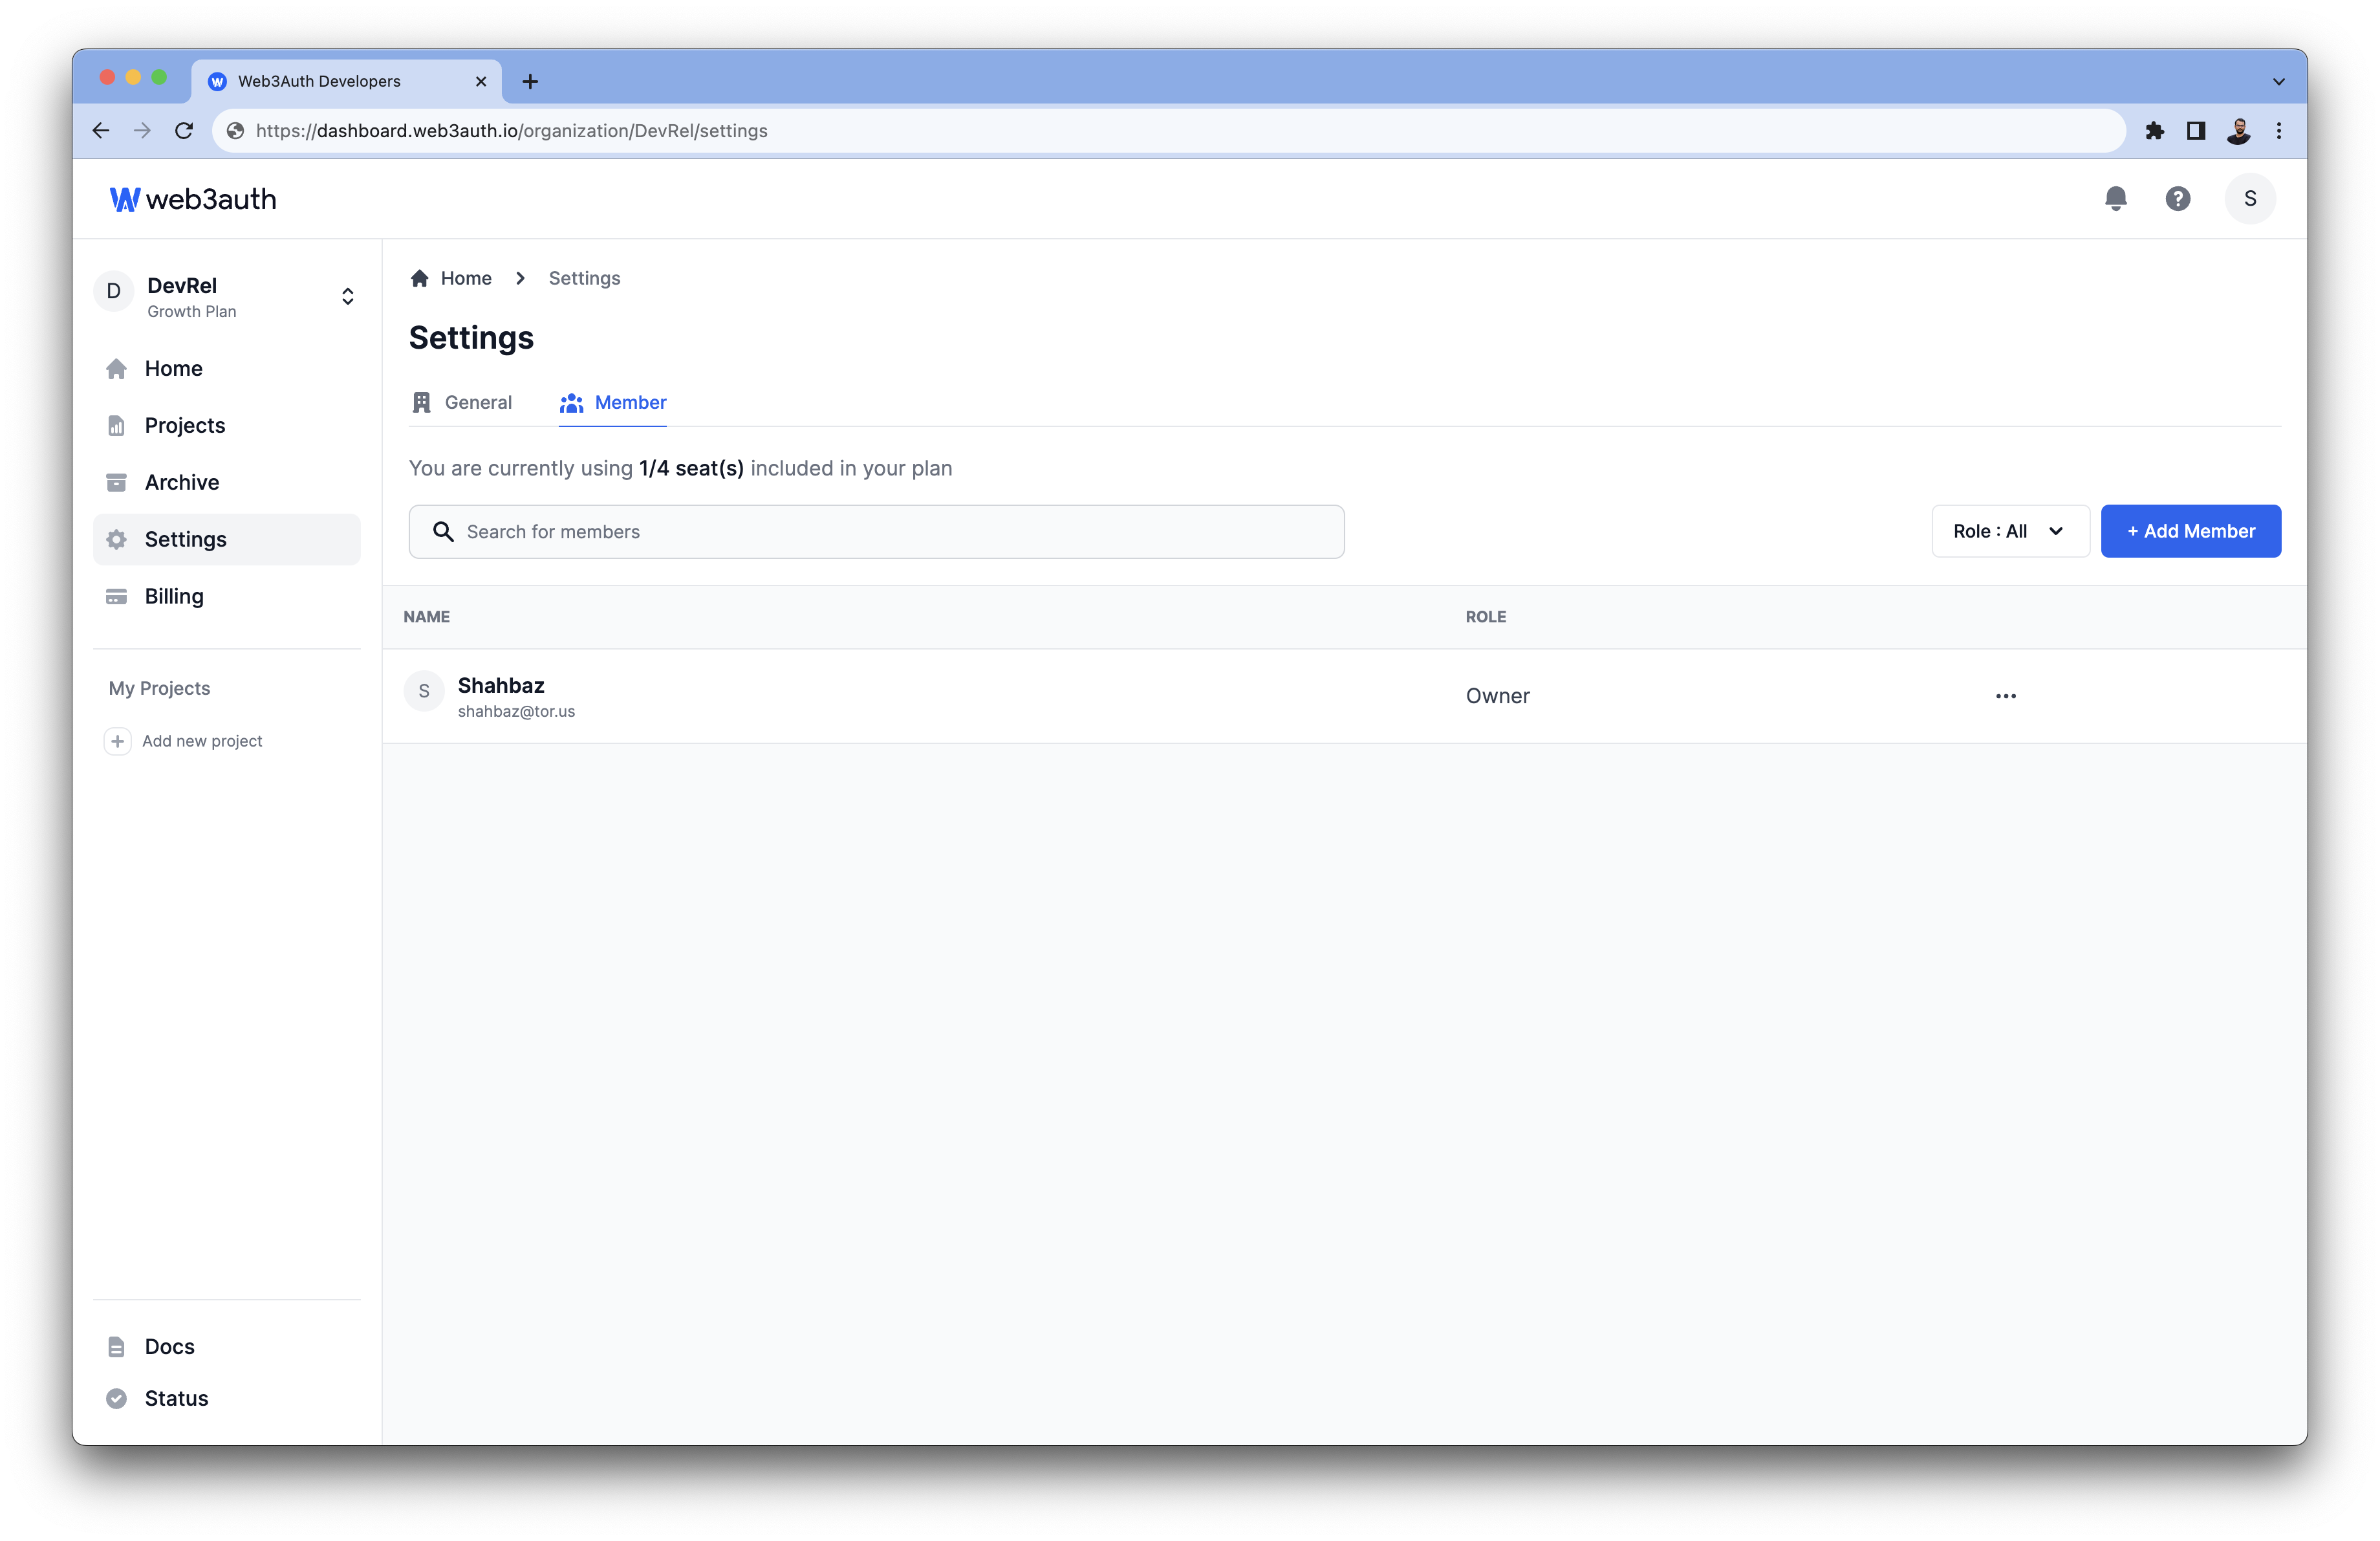 Web3Auth Developers
https://dashboard.web3auth.io/organization/DevRel/settings
web3auth
S
D
DevRel
Growth Plan
Home
Projects
Archive
Settings
Billing
My Projects
Add new project
Docs
Status
Home
Settings
Settings
General
Member
You are currently using 1/4 seat(s) included in your plan
Search for members
Role : All
+ Add Member
NAME
ROLE
S
Shahbaz
shahbaz@tor.us
Owner